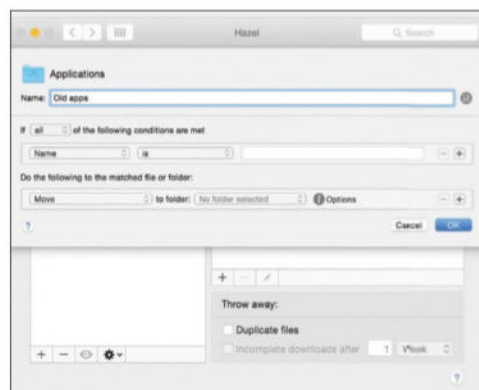 Hazel
Search
Applications
Name: Old apps
If all of the following conditions are met
Name is
Do the following to the matched file or folder:
Move to folder: No folder selected Options
? Cancel OK
Throw away:
Duplicate files
Incomplete downloads after 1 Week
?